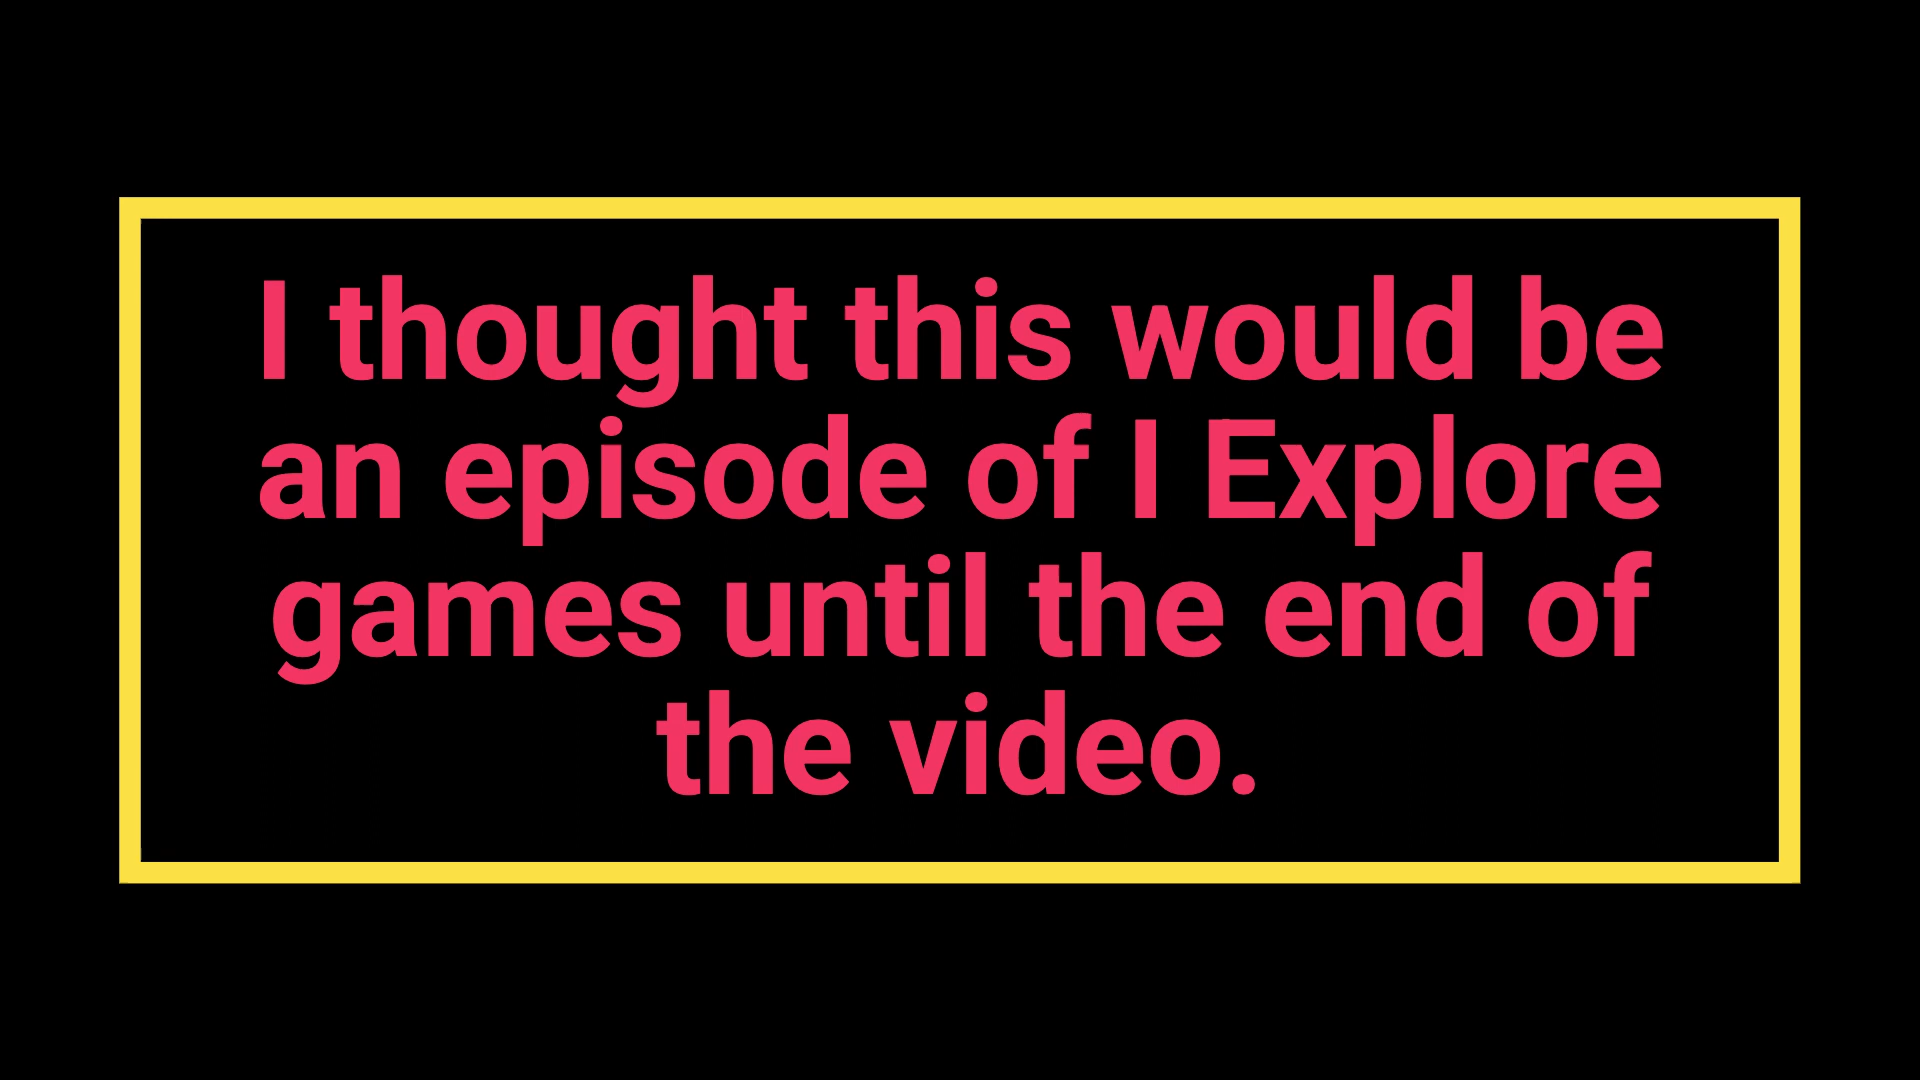 I thought this would be
an episode of I Explore
games until the end of
the video.